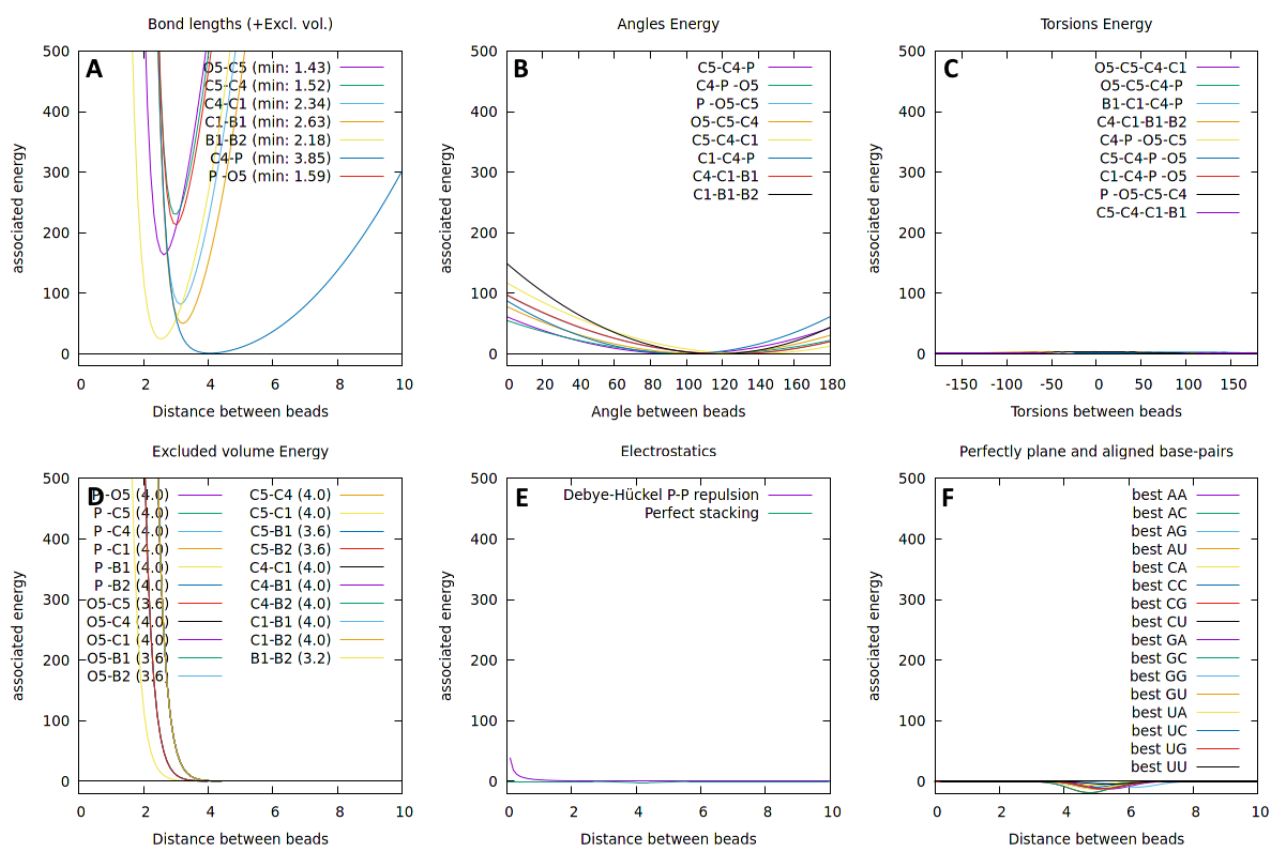 Bond lengths (+Excl. vol.)
A
500
400
300
200
100
0
associated energy
O5-C5 (min: 1.43)
C5-C4 (min: 1.52)
C4-C1 (min: 2.34)
C1-B1 (min: 2.63)
B1-B2 (min: 2.18)
C4-P (min: 3.85)
P -O5 (min: 1.59)
0 2 4 6 8 10
Distance between beads
Angles Energy
B
500
400
300
200
100
0
associated energy
C5-C4-P
C4-P -O5
P -O5-C5
O5-C5-C4
C5-C4-C1
C1-C4-P
C4-C1-B1
C1-B1-B2
0 20 40 60 80 100 120 140 160 180
Angle between beads
Torsions Energy
C
500
400
300
200
100
0
associated energy
O5-C5-C4-C1
O5-C5-C4-P
B1-C1-C4-P
C4-C1-B1-B2
C4-P -O5-C5
C5-C4-P -O5
C1-C4-P -O5
P -O5-C5-C4
C5-C4-C1-B1
-150 -100 -50 0 50 100 150
Torsions between beads
Excluded volume Energy
D
500
400
300
200
100
0
associated energy
P -O5 (4.0)
P -C5 (4.0)
P -C4 (4.0)
P -C1 (4.0)
P -B1 (4.0)
P -B2 (4.0)
O5-C5 (3.6)
O5-C4 (4.0)
O5-C1 (4.0)
O5-B1 (3.6)
O5-B2 (3.6)
C5-C4 (4.0)
C5-C1 (4.0)
C5-B1 (3.6)
C5-B2 (3.6)
C4-C1 (4.0)
C4-B1 (4.0)
C4-B2 (4.0)
C1-B1 (4.0)
C1-B2 (4.0)
B1-B2 (3.2)
0 2 4 6 8 10
Distance between beads
Electrostatics
E
500
400
300
200
100
0
associated energy
Debye-Hückel P-P repulsion
Perfect stacking
0 2 4 6 8 10
Distance between beads
Perfectly plane and aligned base-pairs
F
500
400
300
200
100
0
associated energy
best AA
best AC
best AG
best AU
best CA
best CC
best CG
best CU
best GA
best GC
best GG
best GU
best UA
best UC
best UG
best UU
0 2 4 6 8 10
Distance between beads